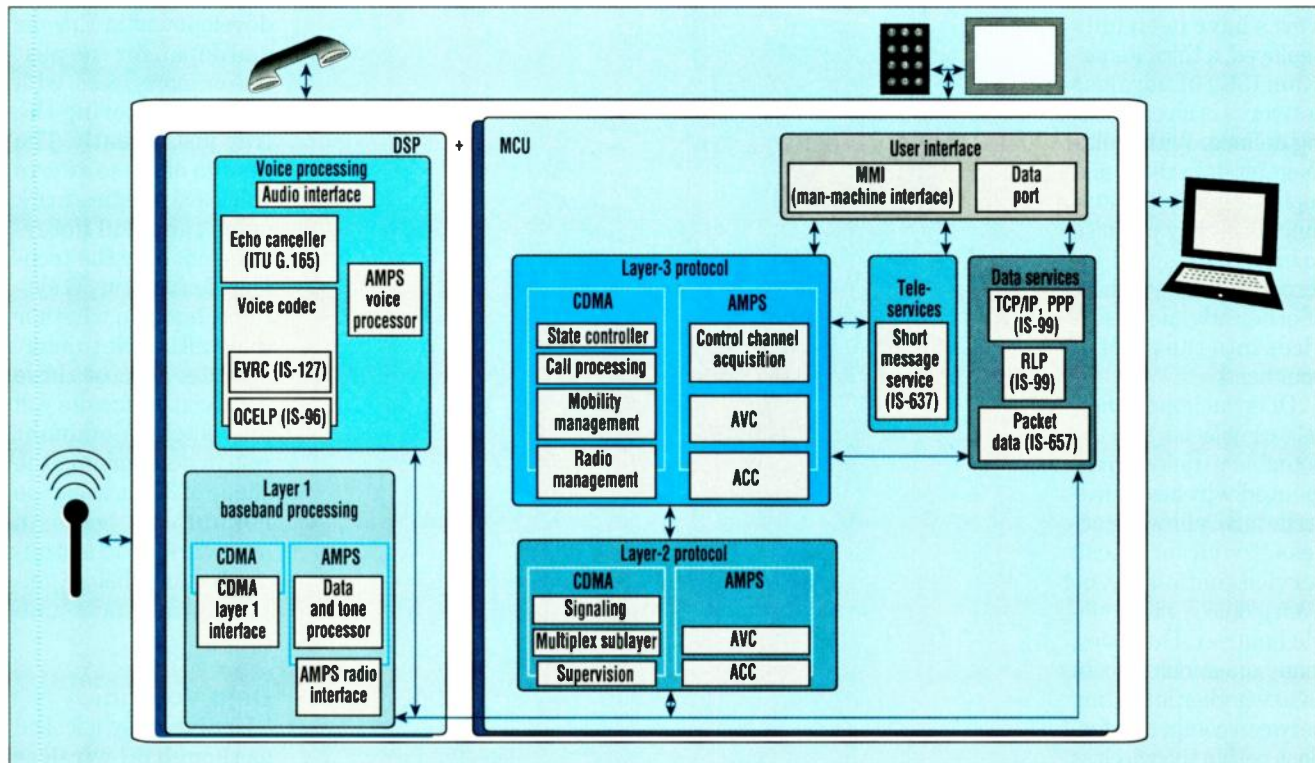 DSP + MCU
Voice processing
Audio interface
Echo canceller
(ITU G.165)
Voice codec
AMPS
voice
processor
EVRC (IS-127)
QCELP (IS-96)
Layer 1
baseband processing
CDMA
CDMA
layer 1
interface
AMPS
Data
and tone
processor
AMPS radio
interface
User interface
MMI
(man-machine interface)
Data
port
Layer-3 protocol
CDMA
State controller
Call processing
Mobility
management
Radio
management
AMPS
Control channel
acquisition
AVC
ACC
Tele-
services
Short
message
service
(IS-637)
Data services
TCP/IP, PPP
(IS-99)
RLP
(IS-99)
Packet
data (IS-657)
Layer-2 protocol
CDMA
Signaling
Multiplex sublayer
Supervision
AMPS
AVC
ACC